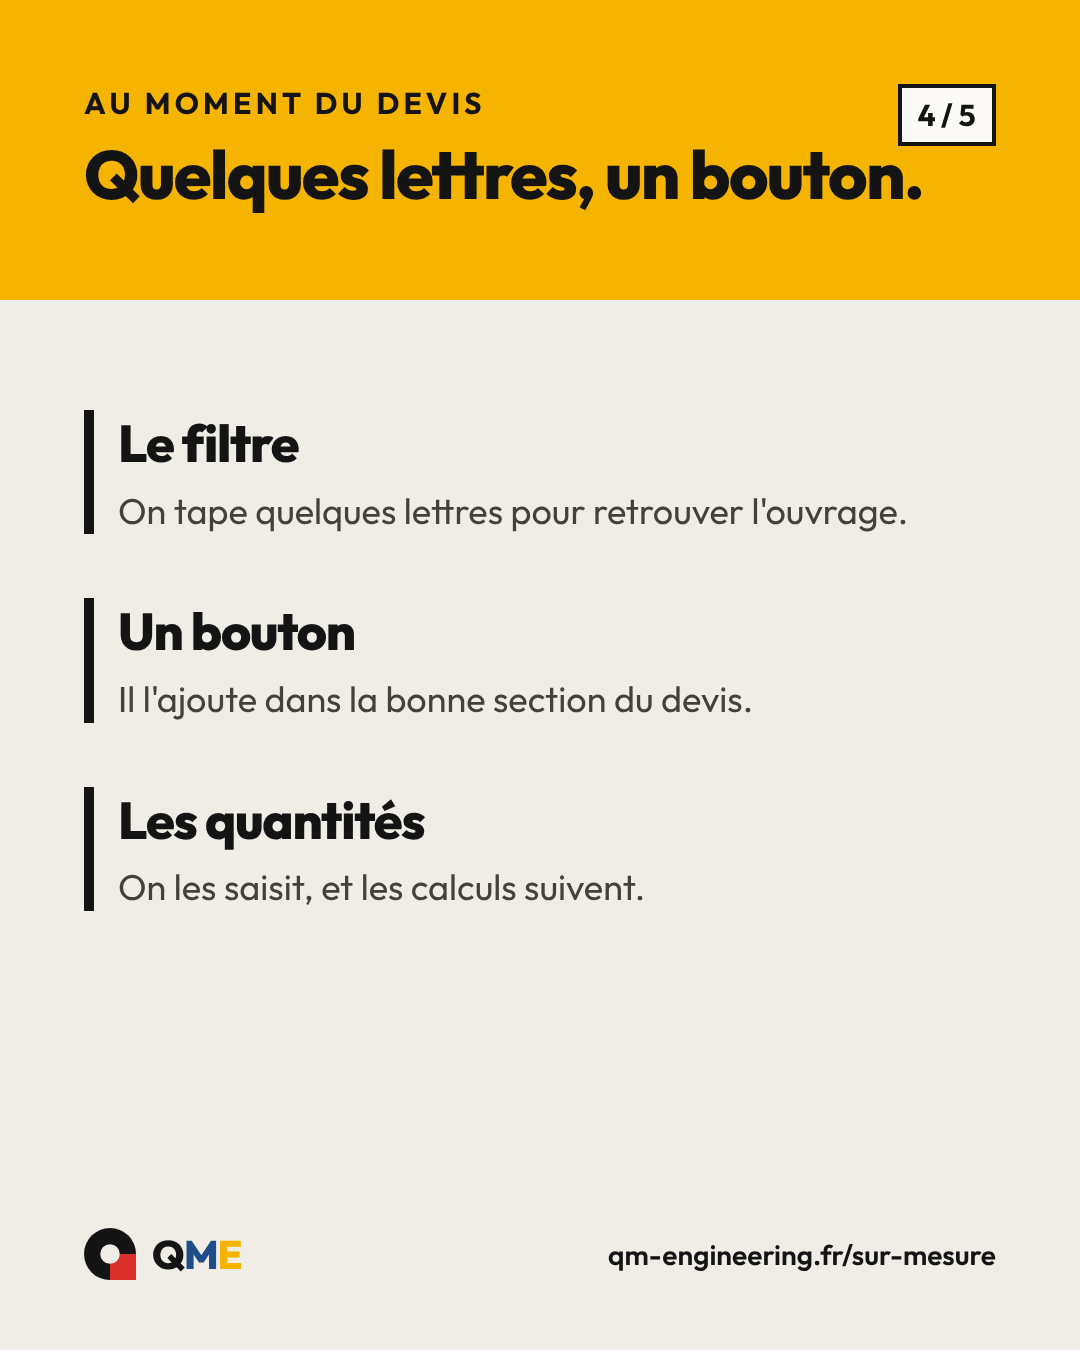 AU MOMENT DU DEVIS
4 / 5
Quelques lettres, un bouton.
Le filtre
On tape quelques lettres pour retrouver l'ouvrage.
Un bouton
Il l'ajoute dans la bonne section du devis.
Les quantités
On les saisit, et les calculs suivent.
QME
qm-engineering.fr/sur-mesure